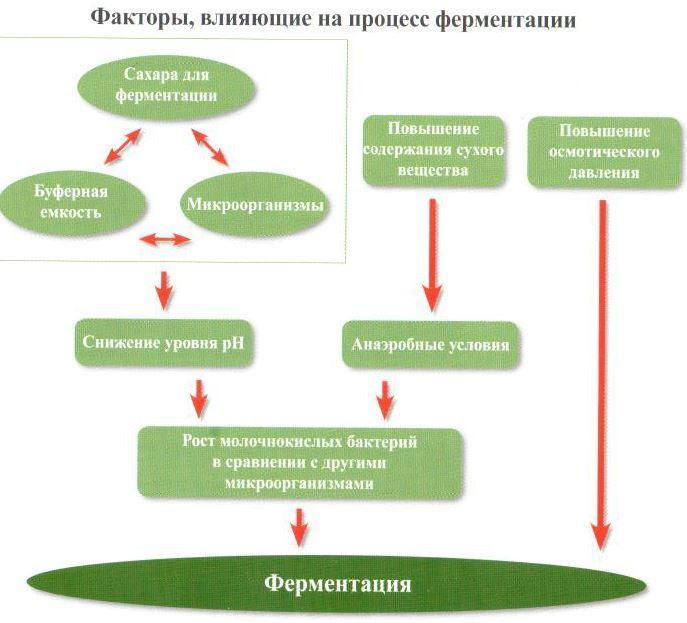 Факторы, влияющие на процесс ферментации
Сахара для
ферментации
Буферная
емкость
Микроорганизмы
Повышение
содержания сухого
вещества
Повышение
осмотического
давления
Снижение уровня pH
Анаэробные условия
Рост молочнокислых бактерий
в сравнении с другими
микроорганизмами
Ферментация